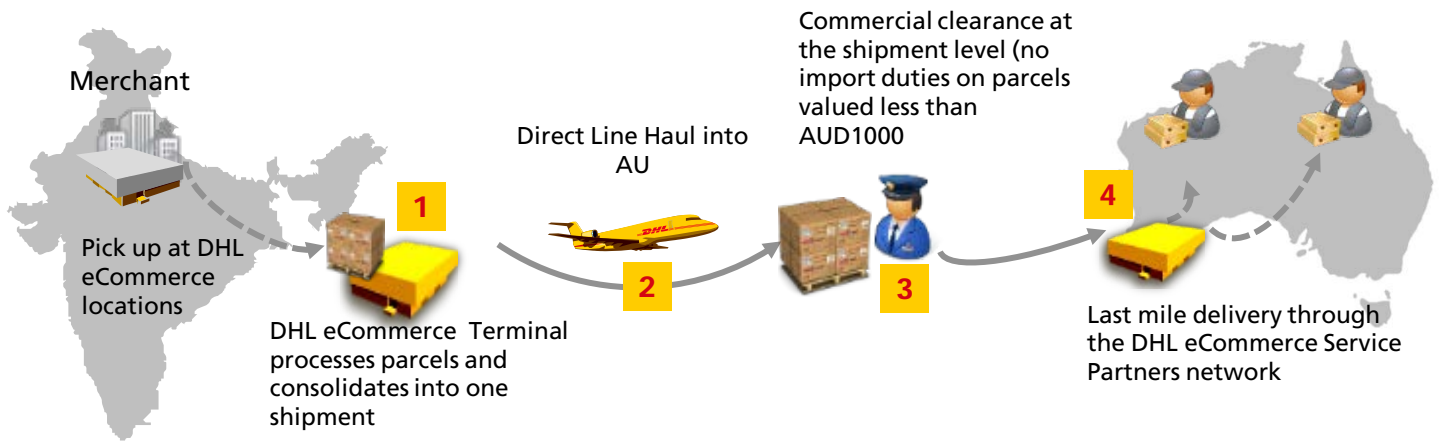 Merchant
Pick up at DHL
eCommerce
locations
1
DHL eCommerce Terminal
processes parcels and
consolidates into one
shipment
Direct Line Haul into
AU
DHL
2
Commercial clearance at
the shipment level (no
import duties on parcels
valued less than
AUD1000
3
4
Last mile delivery through
the DHL eCommerce Service
Partners network